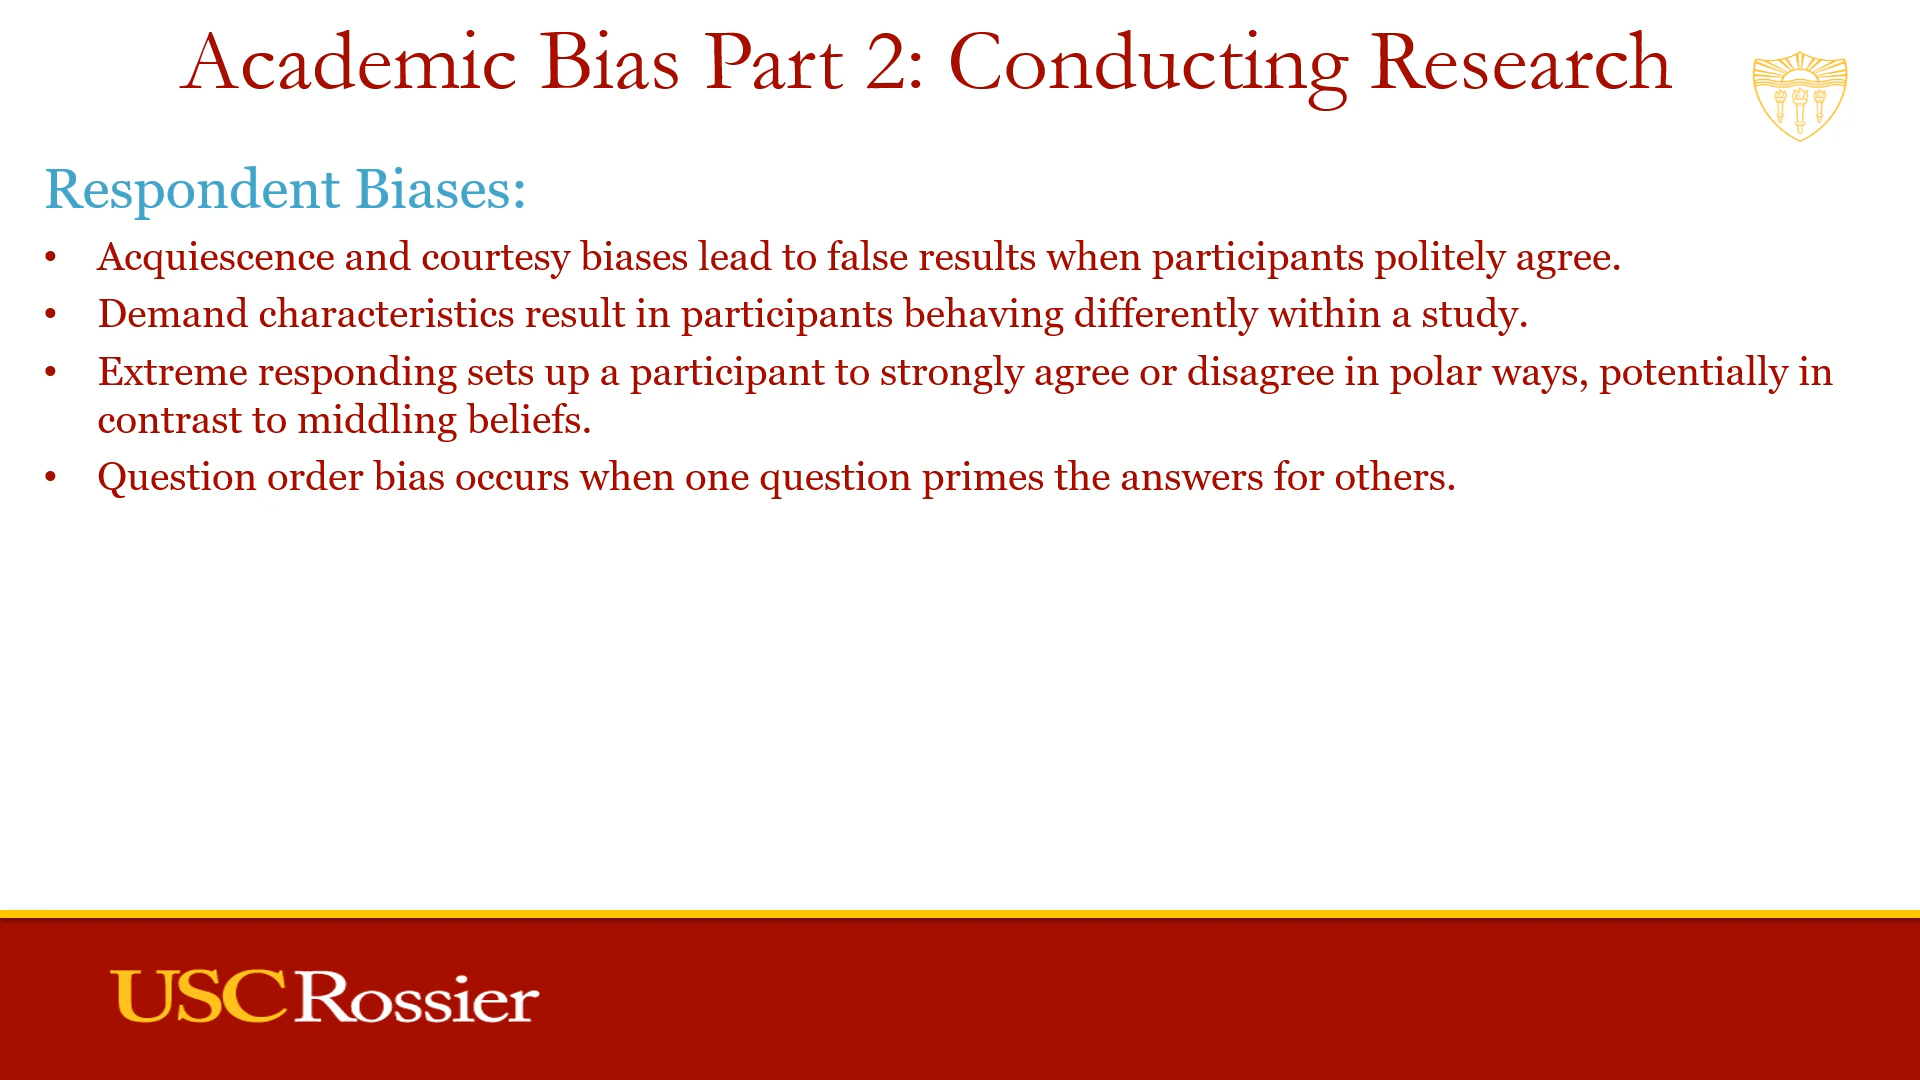 Academic Bias Part 2: Conducting Research
Respondent Biases:
• Acquiescence and courtesy biases lead to false results when participants politely agree.
• Demand characteristics result in participants behaving differently within a study.
• Extreme responding sets up a participant to strongly agree or disagree in polar ways, potentially in
contrast to middling beliefs.
• Question order bias occurs when one question primes the answers for others.
USC Rossier